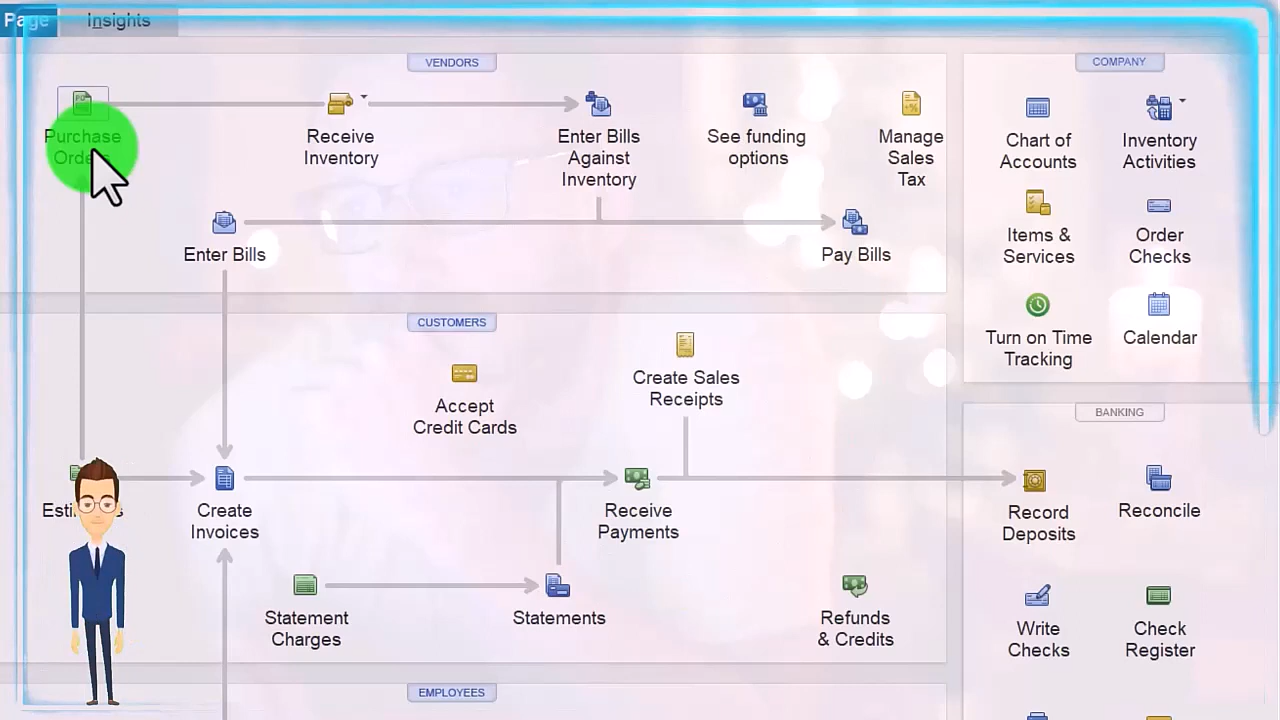 Page
Insights
VENDORS
Purchase
Receive
Inventory
Enter Bills
Against
Inventory
See funding
options
Manage
Sales
Tax
Enter Bills
Pay Bills
CUSTOMERS
Create Sales
Receipts
Accept
Credit Cards
Create
Invoices
Receive
Payments
Statement
Charges
Statements
Refunds
& Credits
EMPLOYEES
COMPANY
Chart of
Accounts
Inventory
Activities
Items &
Services
Order
Checks
Turn on Time
Tracking
Calendar
BANKING
Record
Deposits
Reconcile
Write
Checks
Check
Register